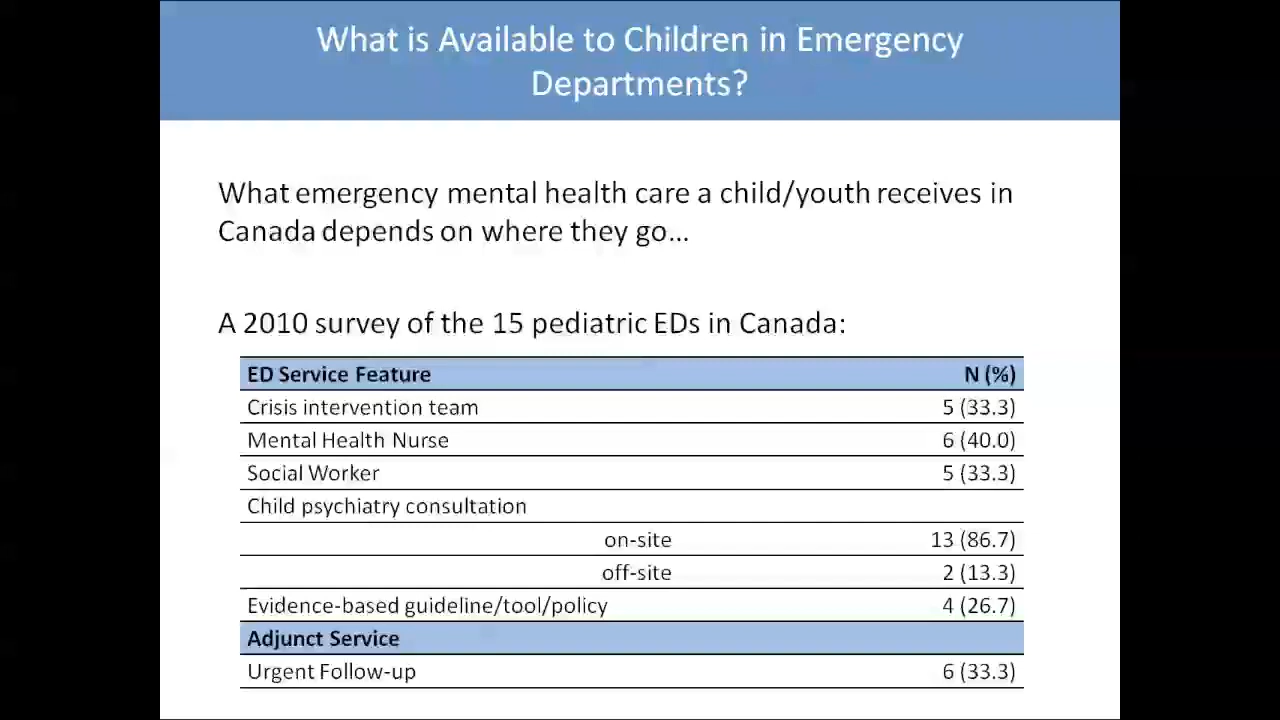 What is Available to Children in Emergency
Departments?
What emergency mental health care a child/youth receives in
Canada depends on where they go...
A 2010 survey of the 15 pediatric EDs in Canada:
ED Service Feature N (%)
Crisis intervention team 5 (33.3)
Mental Health Nurse 6 (40.0)
Social Worker 5 (33.3)
Child psychiatry consultation
on-site 13 (86.7)
off-site 2 (13.3)
Evidence-based guideline/tool/policy 4 (26.7)
Adjunct Service
Urgent Follow-up 6 (33.3)